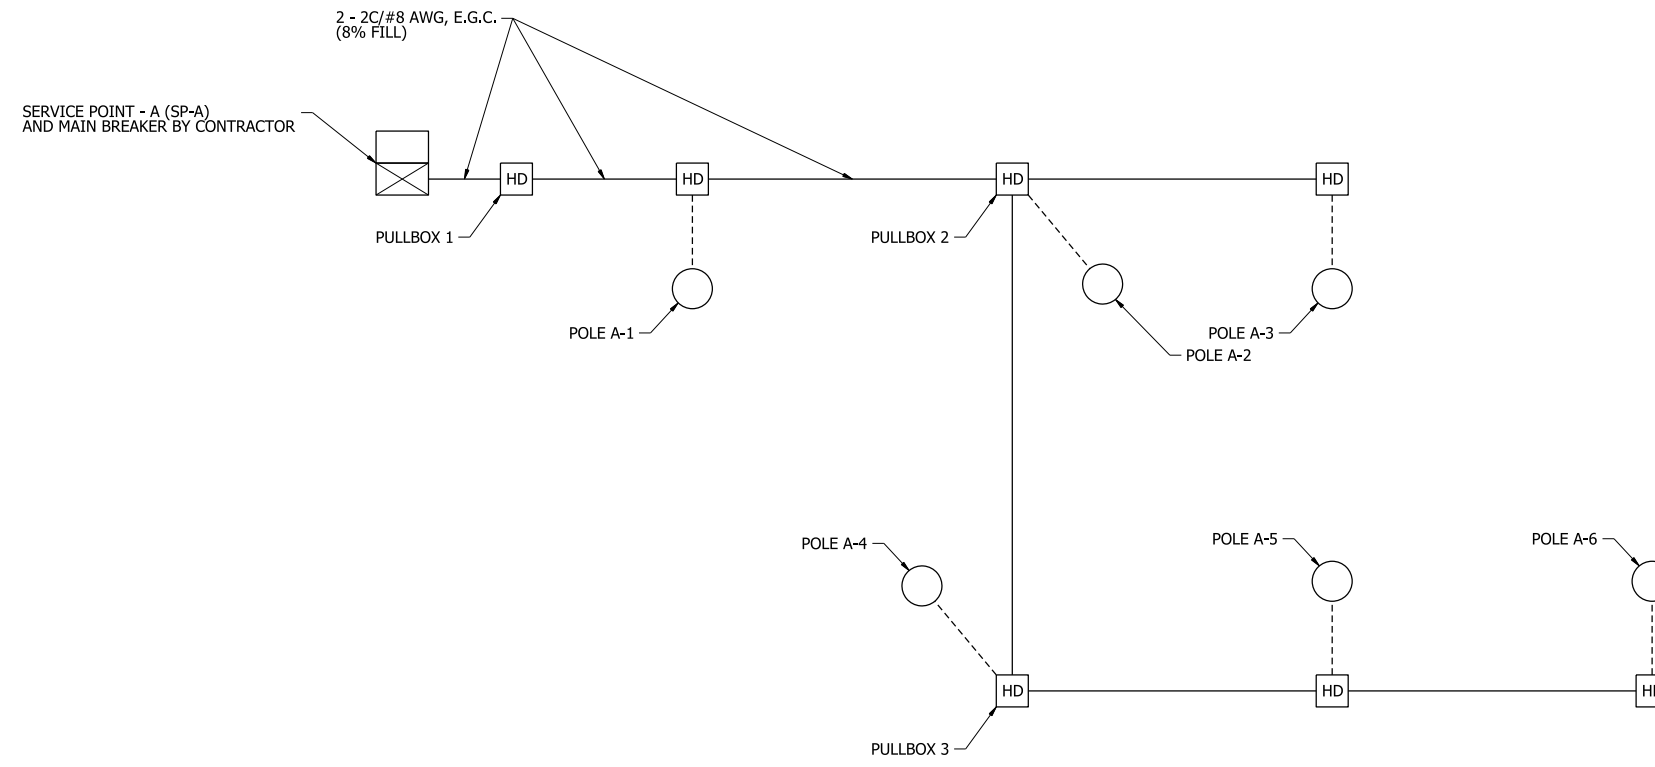 2 - 2C/#8 AWG, E.G.C.
(8% FILL)
SERVICE POINT - A (SP-A)
AND MAIN BREAKER BY CONTRACTOR
HD
HD
HD
HD
PULLBOX 1
PULLBOX 2
POLE A-1
POLE A-3
POLE A-2
POLE A-4
POLE A-5
POLE A-6
HD
HD
PULLBOX 3